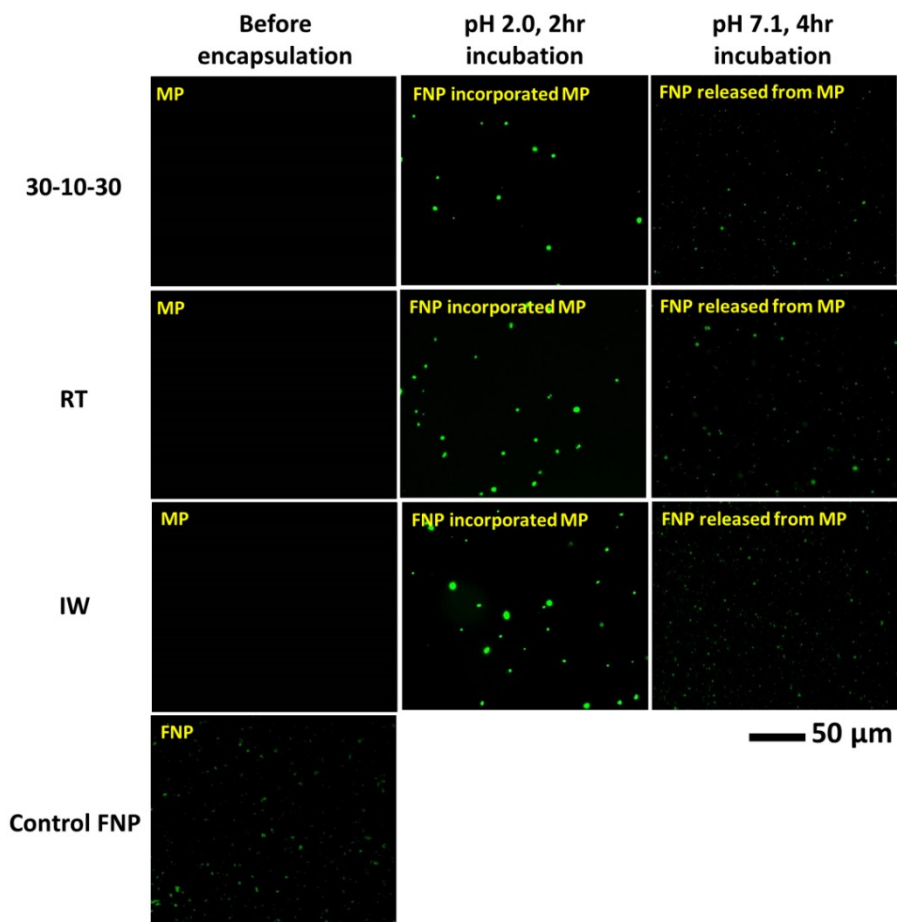 Before
encapsulation
pH 2.0, 2hr
incubation
pH 7.1, 4hr
incubation
30-10-30
MP
FNP incorporated MP
FNP released from MP
RT
MP
FNP incorporated MP
FNP released from MP
IW
MP
FNP incorporated MP
FNP released from MP
50 μm
Control FNP
FNP